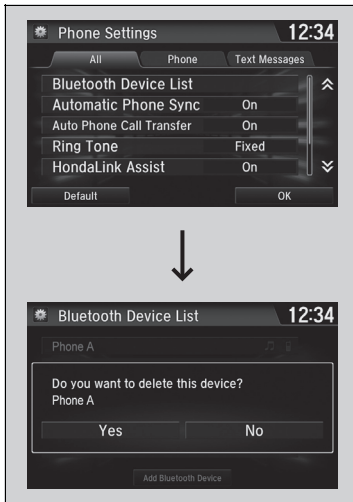 Phone Settings 12:34
All Phone Text Messages
Bluetooth Device List
Automatic Phone Sync On
Auto Phone Call Transfer On
Ring Tone Fixed
HondaLink Assist On
Default OK
Bluetooth Device List 12:34
Phone A
Do you want to delete this device?
Phone A
Yes No
Add Bluetooth Device